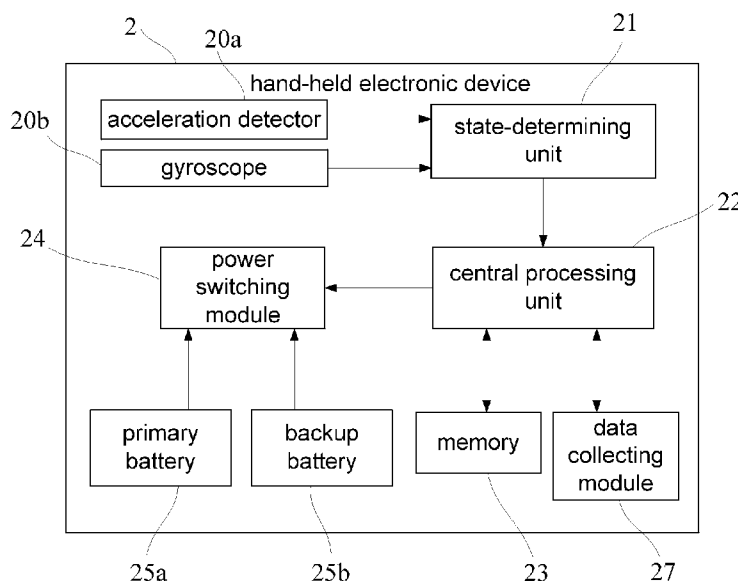 2
20a
21
hand-held electronic device
acceleration detector
20b
gyroscope
state-determining
unit
22
24
power
switching
module
central processing
unit
primary
battery
backup
battery
memory
data
collecting
module
25a
25b
23
27